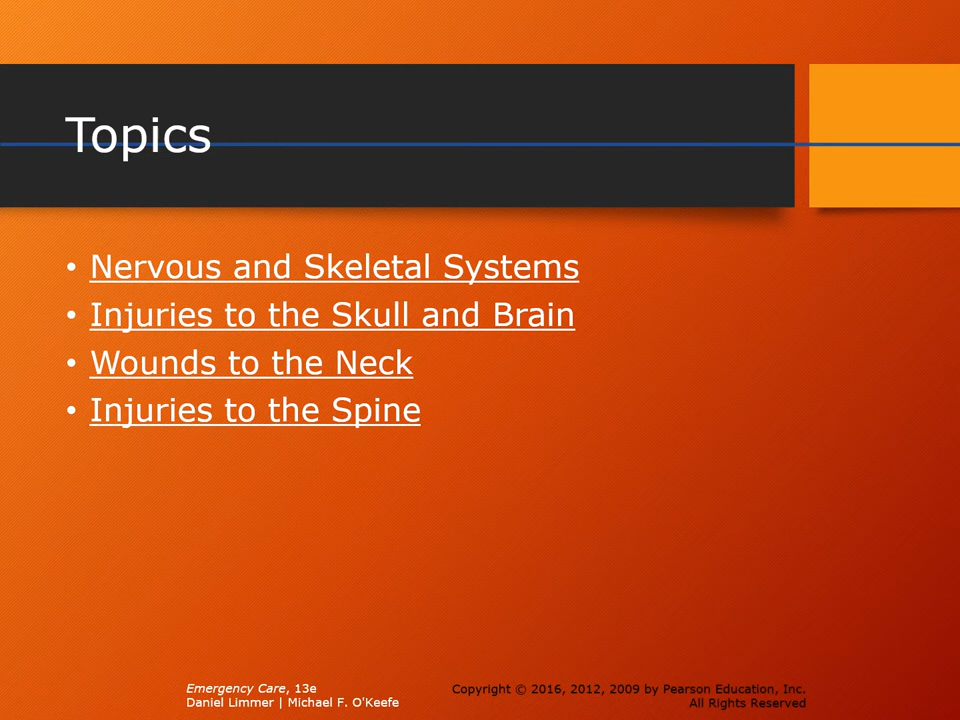 Topics
• Nervous and Skeletal Systems
• Injuries to the Skull and Brain
• Wounds to the Neck
• Injuries to the Spine
Emergency Care, 13e
Daniel Limmer | Michael F. O'Keefe
Copyright © 2016, 2012, 2009 by Pearson Education, Inc.
All Rights Reserved